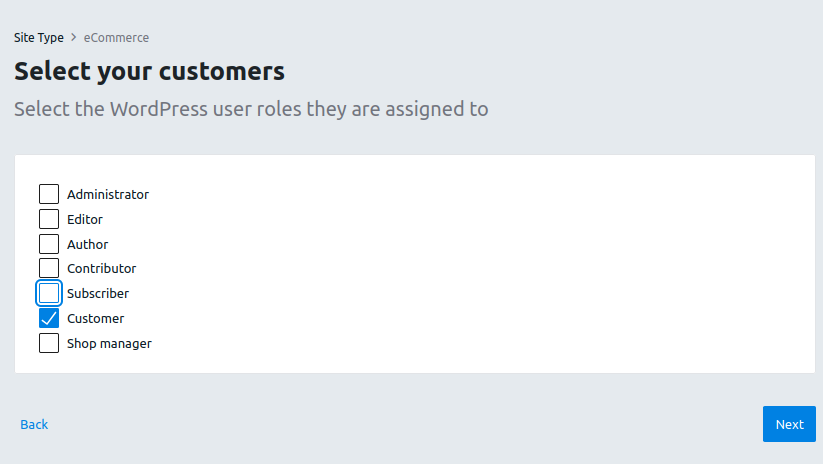 Site Type > eCommerce
Select your customers
Select the WordPress user roles they are assigned to
Administrator
Editor
Author
Contributor
Subscriber
Customer
Shop manager
Back Next